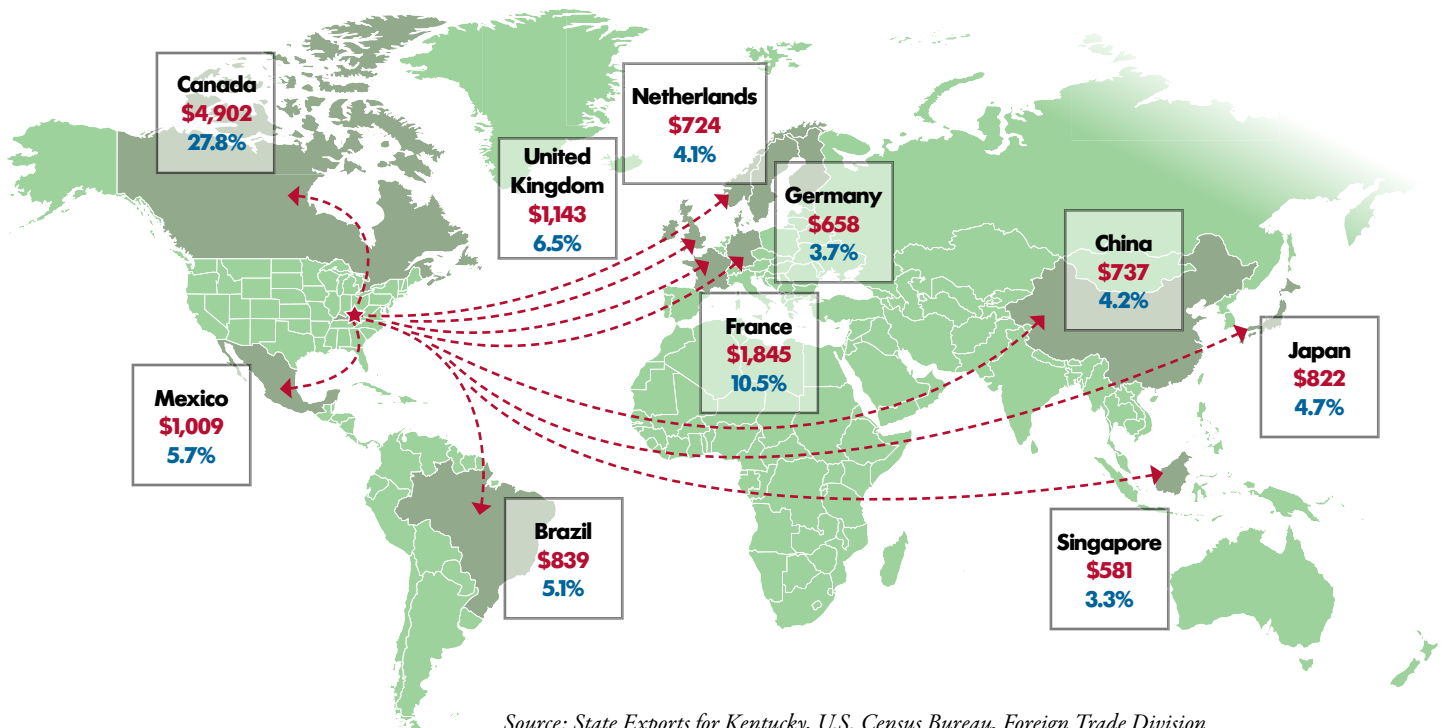 Canada
$4,902
27.8%
Netherlands
$724
4.1%
United
Kingdom
$1,143
6.5%
Germany
$658
3.7%
China
$737
4.2%
France
$1,845
10.5%
Japan
$822
4.7%
Mexico
$1,009
5.7%
Brazil
$839
5.1%
Singapore
$581
3.3%
Source: State Exports for Kentucky, U.S. Census Bureau, Foreign Trade Division